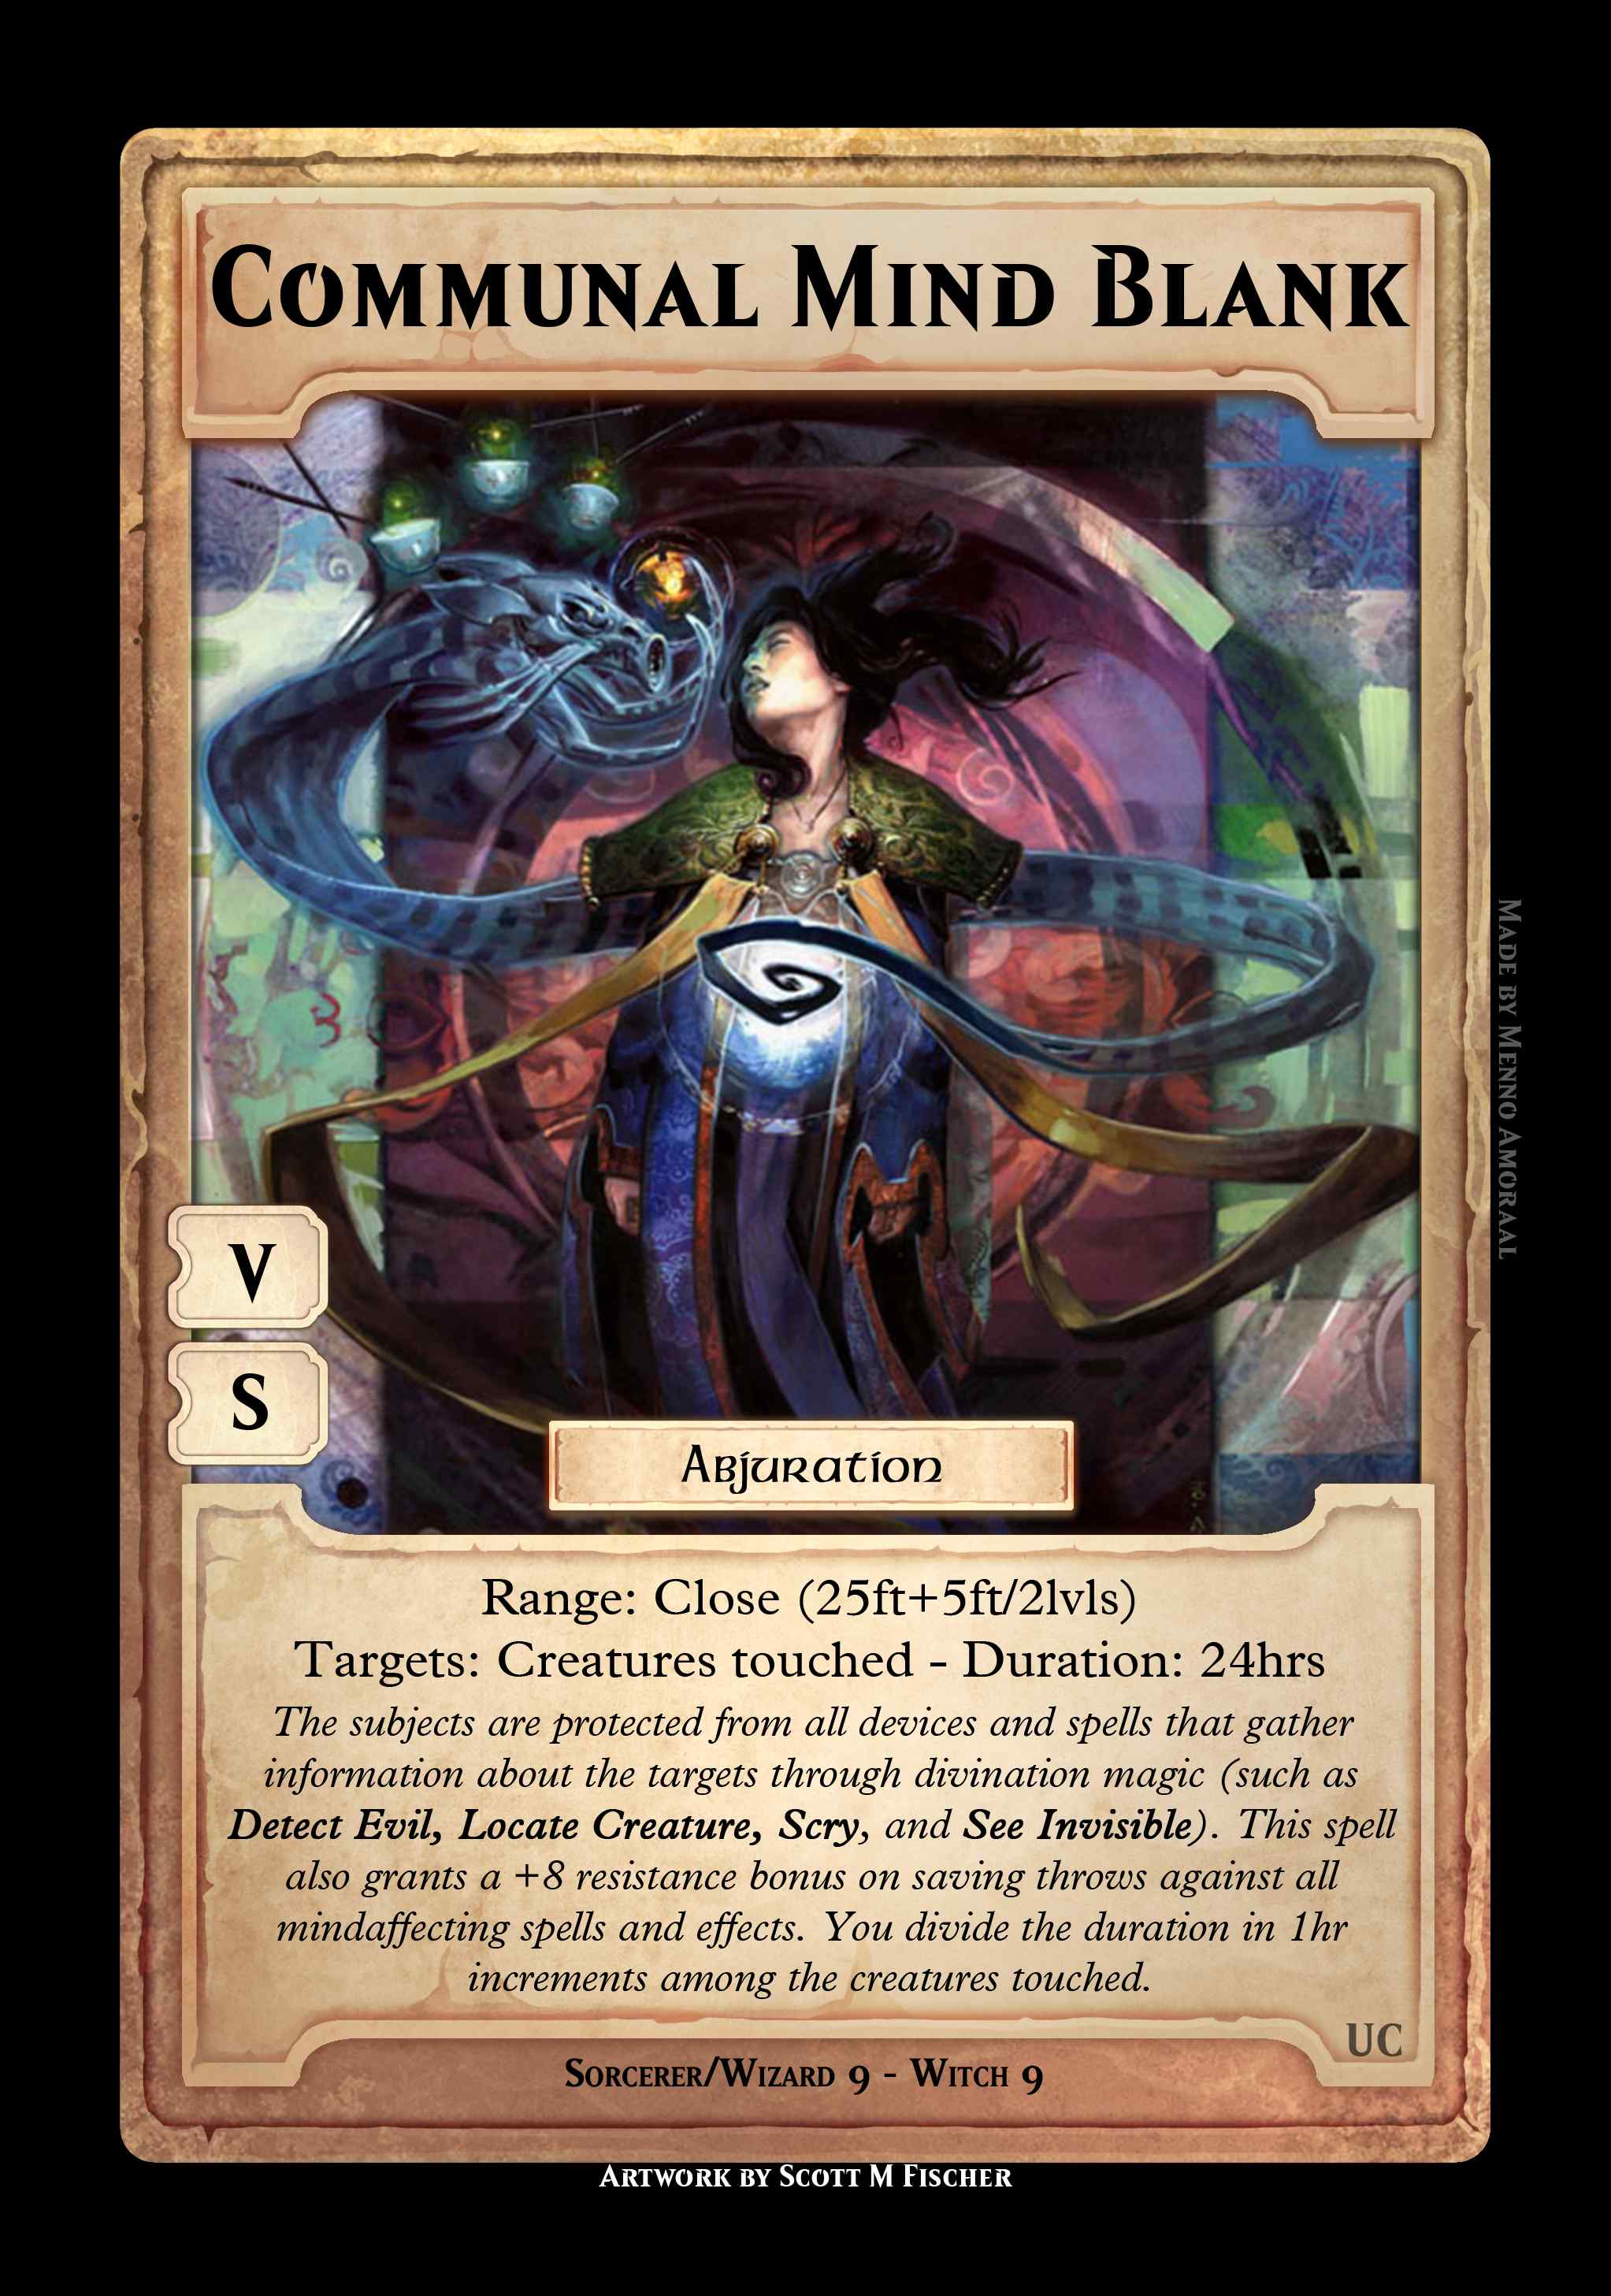 Communal Mind Blank
V
S
Abjuration
Range: Close (25ft+5ft/2lvls)
Targets: Creatures touched - Duration: 24hrs
The subjects are protected from all devices and spells that gather
information about the targets through divination magic (such as
Detect Evil, Locate Creature, Scry, and See Invisible). This spell
also grants a +8 resistance bonus on saving throws against all
mindaffecting spells and effects. You divide the duration in 1hr
increments among the creatures touched.
UC
Sorcerer/Wizard 9 - Witch 9
Artwork by Scott M Fischer
Made by Menno Amoraal